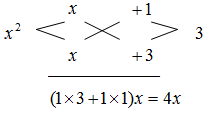 x +1
x² 3
x +3
(1×3+1×1)x = 4x